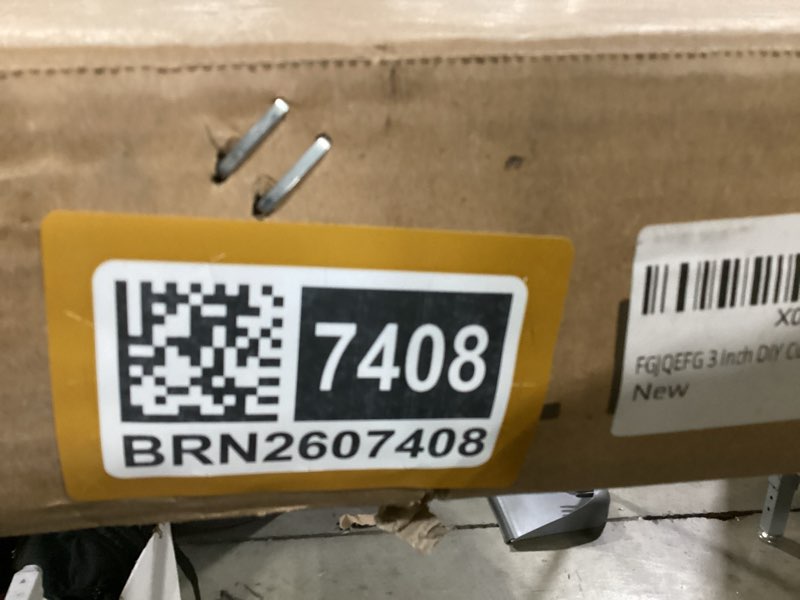 7408
BRN2607408
X0
FGJQEFG 3 Inch DIY
New